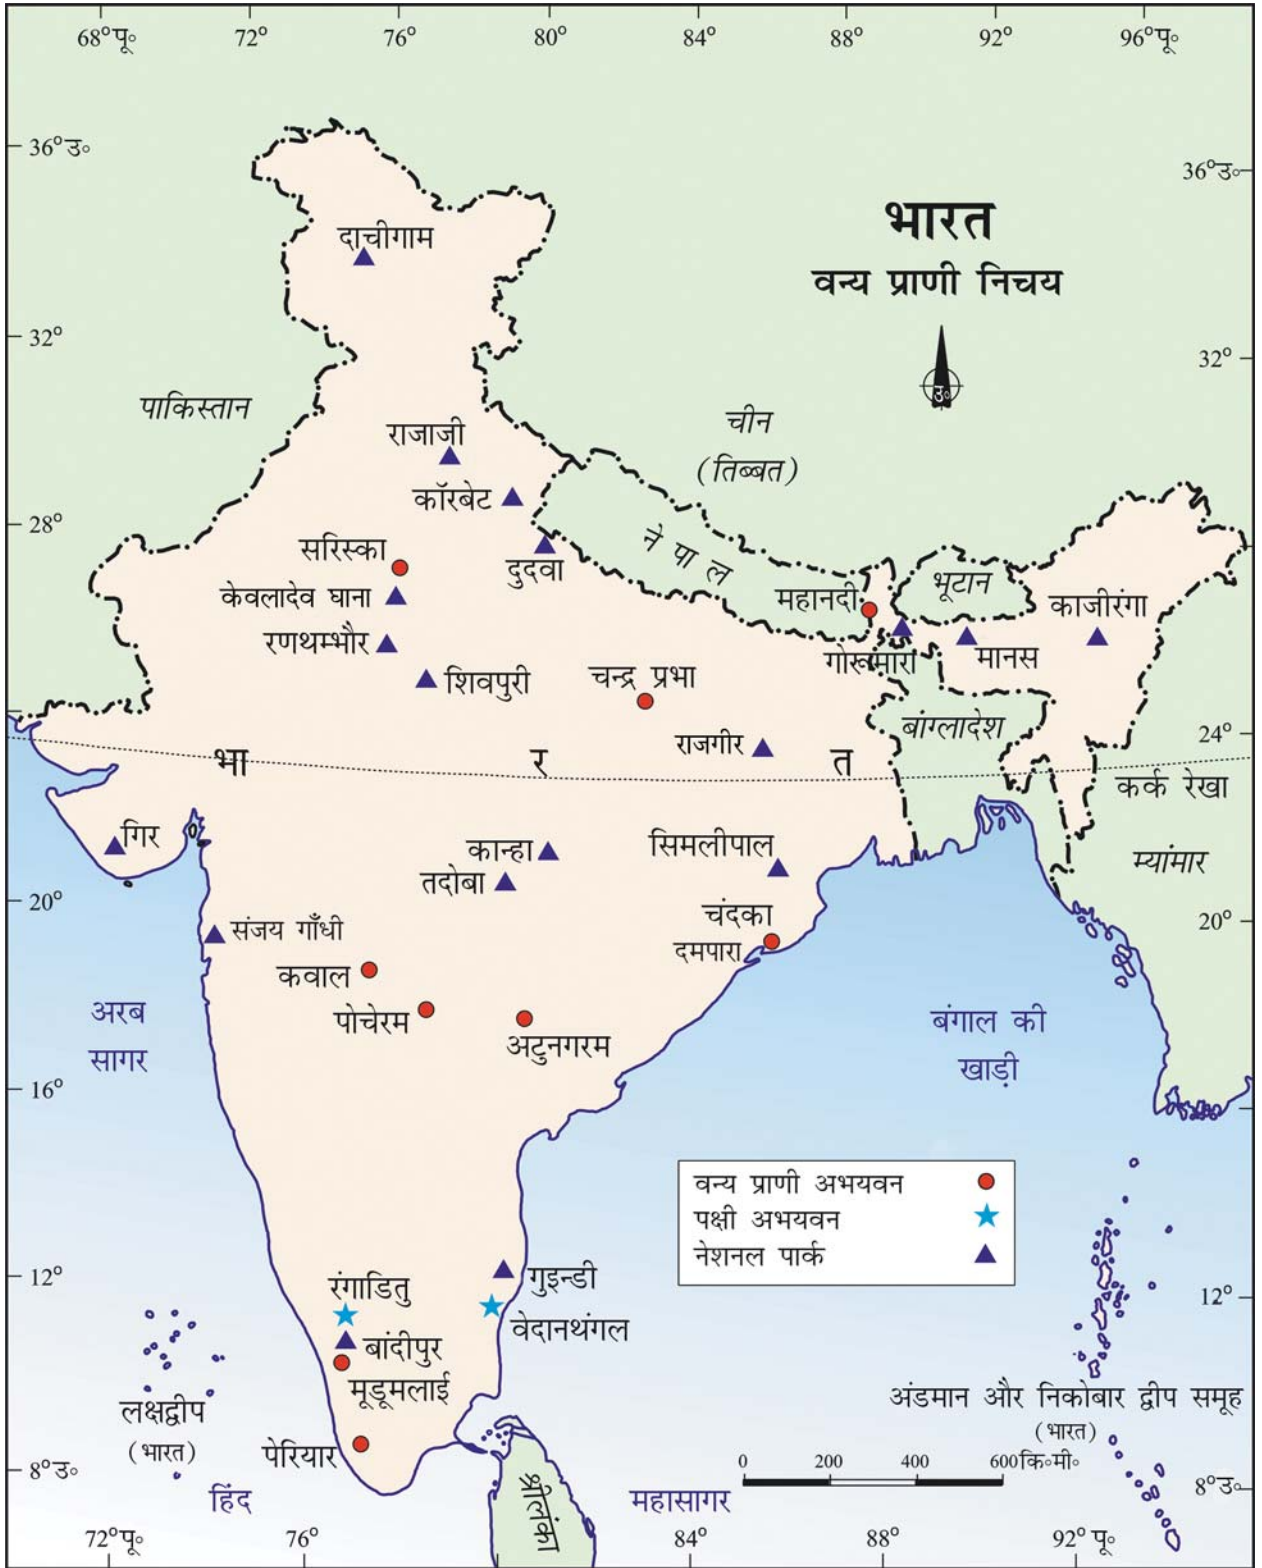 68°पू॰ 72° 76° 80° 84° 88° 92° 96°पू॰
36°उ॰
36°उ॰
भारत
वन्य प्राणी निचय
दाचीगाम
उ॰
32°
32°
पाकिस्तान
चीन
(तिब्बत)
राजाजी
कॉरबेट
28°
सरिस्का
दुदवा
ने पा ल
केवलादेव घाना
महानदी
भूटान
काजीरंगा
रणथम्भौर
गोरूमारा
मानस
शिवपुरी
चन्द्र प्रभा
बांग्लादेश
राजगीर
24°
भा र त
कर्क रेखा
गिर
कान्हा
सिमलीपाल
म्यांमार
तदोबा
20°
20°
चंदका
दमपारा
संजय गाँधी
कवाल
पोचेरम
अटुनगरम
अरब
सागर
बंगाल की
खाड़ी
16°
वन्य प्राणी अभयवन
पक्षी अभयवन
नेशनल पार्क
12°
12°
रंगाडितु
गुइन्डी
वेदानथंगल
बांदीपुर
मूडूमलाई
लक्षद्वीप
(भारत)
पेरियार
अंडमान और निकोबार द्वीप समूह
(भारत)
0 200 400 600कि॰मी॰
8°उ॰
8°उ॰
हिंद
महासागर
श्रीलंका
72°पू॰ 76° 84° 88° 92°पू॰